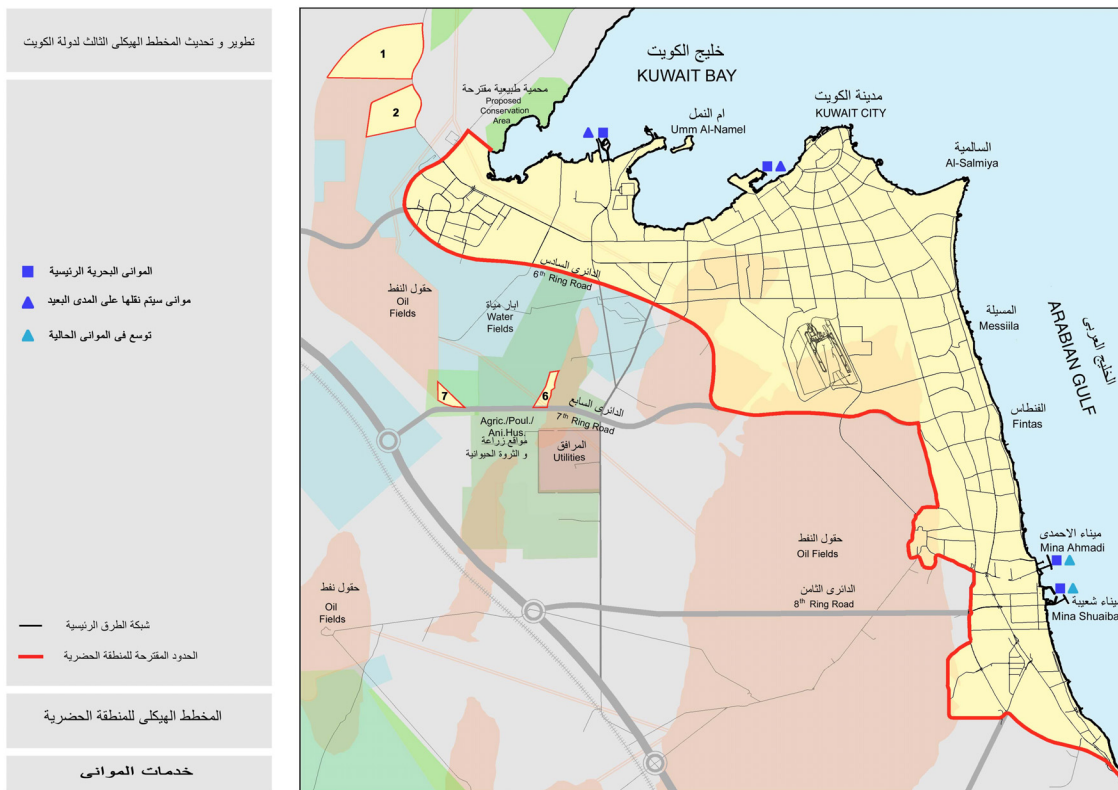 تطوير و تحديث المخطط الهيكلى الثالث لدولة الكويت
الموانى البحرية الرئيسية
موانى سيتم نقلها على المدى البعيد
توسع فى الموانى الحالية
شبكة الطرق الرئيسية
الحدود المقترحة للمنطقة الحضرية
المخطط الهيكلى للمنطقة الحضرية
خدمات الموانى
1
2
خليج الكويت
KUWAIT BAY
محمية طبيعية مقترحة
Proposed
Conservation
Area
ام النمل
Umm Al-Namel
مدينة الكويت
KUWAIT CITY
السالمية
Al-Salmiya
الدائرى السادس
6th Ring Road
حقول النفط
Oil
Fields
ابار مياة
Water
Fields
المسيلة
Messiila
الخليج العربى
ARABIAN GULF
7
6
الدائرى السابع
7th Ring Road
Agric./Poul./
Ani.Hus.
مواقع زراعة
و الثروة الحيوانية
المرافق
Utilities
الفنطاس
Fintas
حقول النفط
Oil Fields
ميناء الاحمدى
Mina Ahmadi
ميناء شعيبة
Mina Shuaiba
الدائرى الثامن
8th Ring Road
حقول نفط
Oil
Fields